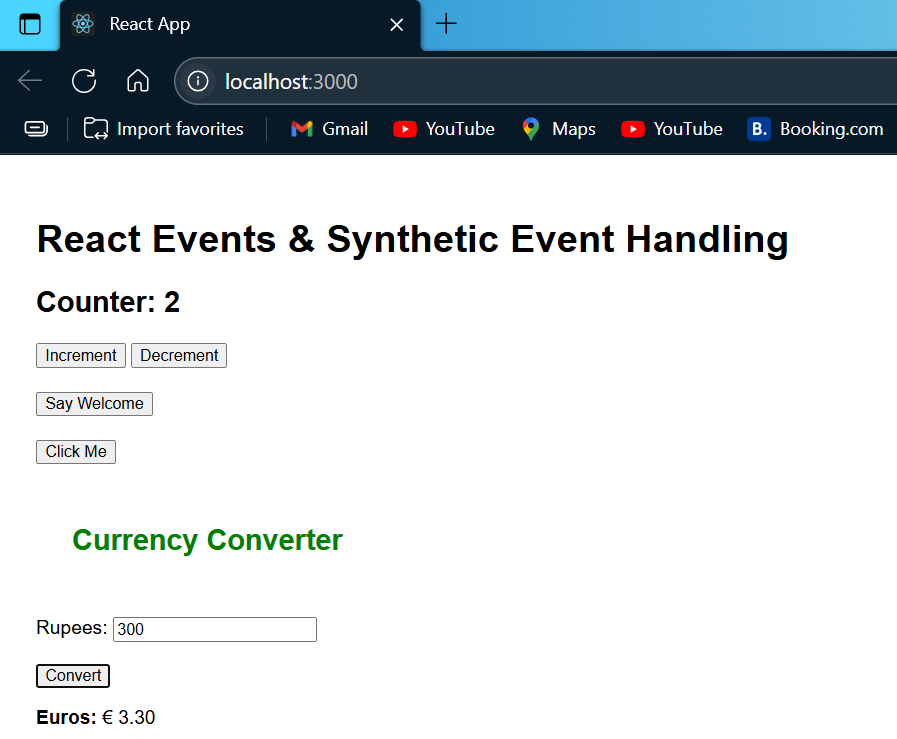 React App
localhost:3000
Import favorites Gmail YouTube Maps YouTube B. Booking.com
React Events & Synthetic Event Handling
Counter: 2
Increment Decrement
Say Welcome
Click Me
Currency Converter
Rupees: 300
Convert
Euros: € 3.30